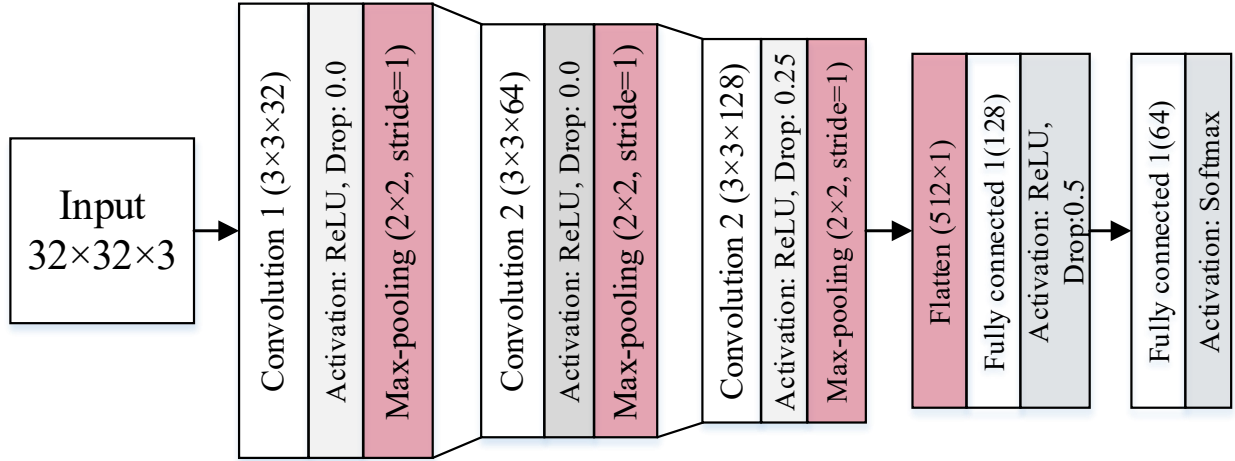 Input
32×32×3
Convolution 1 (3×3×32)
Activation: ReLU, Drop: 0.0
Max-pooling (2×2, stride=1)
Convolution 2 (3×3×64)
Activation: ReLU, Drop: 0.0
Max-pooling (2×2, stride=1)
Convolution 2 (3×3×128)
Activation: ReLU, Drop: 0.25
Max-pooling (2×2, stride=1)
Flatten (512×1)
Fully connected 1(128)
Activation: ReLU,
Drop:0.5
Fully connected 1(64)
Activation: Softmax